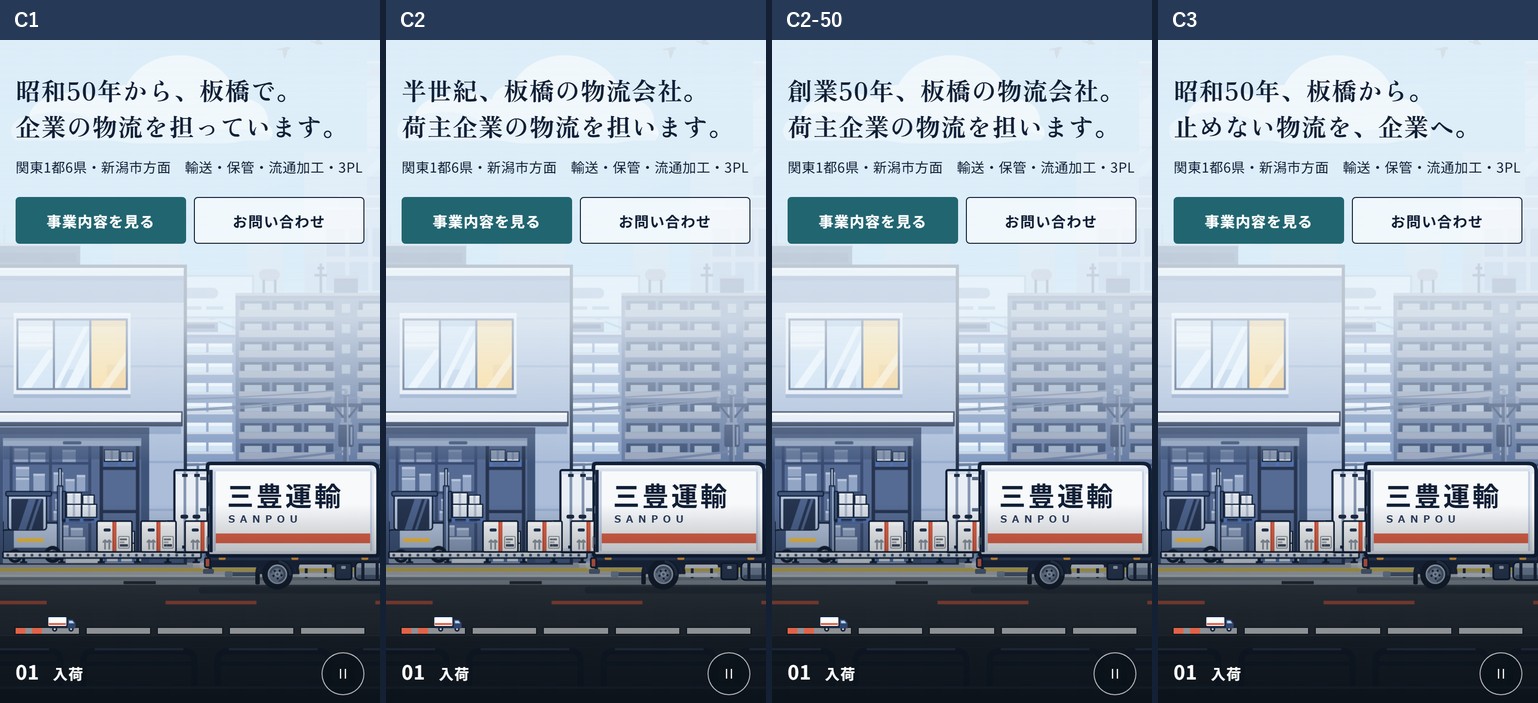 C1
昭和50年から、板橋で。
企業の物流を担っています。
関東1都6県・新潟市方面 輸送・保管・流通加工・3PL
事業内容を見る
お問い合わせ
三豊運輸
SANPOU
01 入荷
C2
半世紀、板橋の物流会社。
荷主企業の物流を担います。
関東1都6県・新潟市方面 輸送・保管・流通加工・3PL
事業内容を見る
お問い合わせ
三豊運輸
SANPOU
01 入荷
C2-50
創業50年、板橋の物流会社。
荷主企業の物流を担います。
関東1都6県・新潟市方面 輸送・保管・流通加工・3PL
事業内容を見る
お問い合わせ
三豊運輸
SANPOU
01 入荷
C3
昭和50年、板橋から。
止めない物流を、企業へ。
関東1都6県・新潟市方面 輸送・保管・流通加工・3PL
事業内容を見る
お問い合わせ
三豊運輸
SANPOU
01 入荷